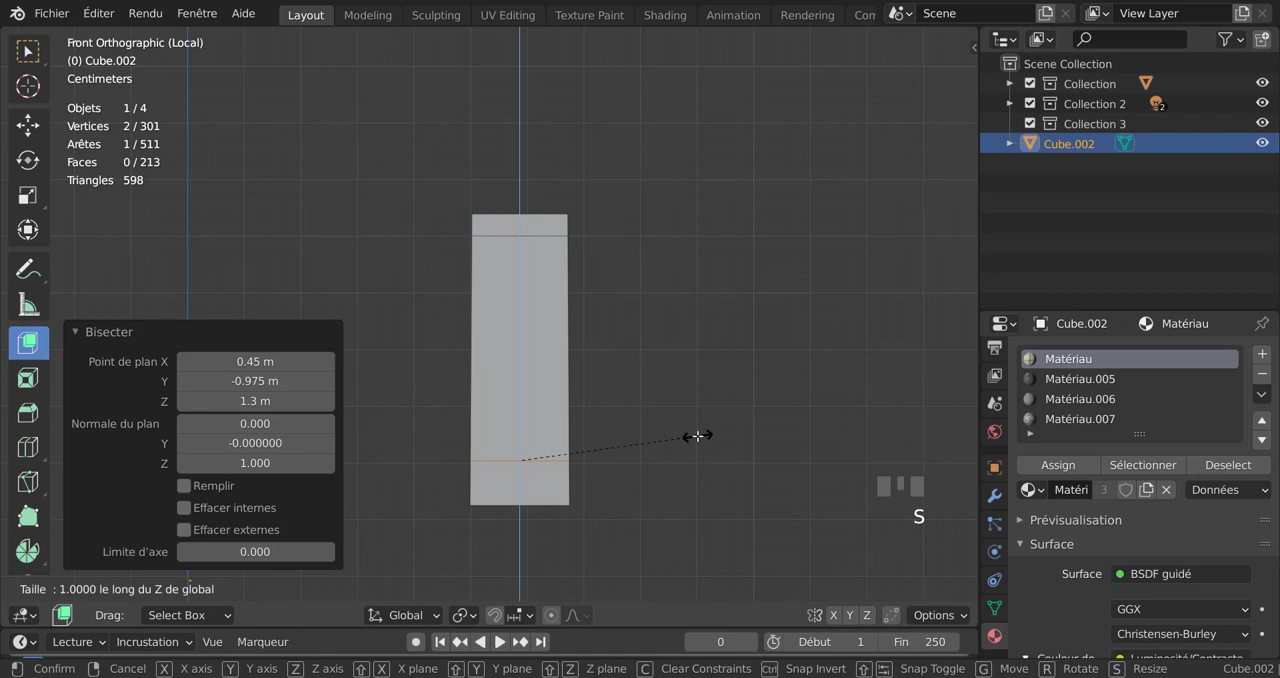 Fichier Éditer Rendu Fenêtre Aide Layout Modeling Sculpting UV Editing Texture Paint Shading Animation Rendering Scene View Layer
Front Orthographic (Local)
(0) Cube.002
Centimeters
Objets 1 / 4
Vertices 2 / 301
Arêtes 1 / 511
Faces 0 / 213
Triangles 598
Scene Collection
Collection
Collection 2 2
Collection 3
Cube.002
Bisecter
Point de plan X 0.45 m
Y -0.975 m
Z 1.3 m
Normale du plan X 0.000
Y -0.000000
Z 1.000
Remplir
Effacer internes
Effacer externes
Limite d'axe 0.000
S
Cube.002 Matériau
Matériau
Matériau.005
Matériau.006
Matériau.007
Assign Sélectionner Deselect
Matéri 3 Données
Prévisualisation
Surface
Surface BSDF guidé
GGX
Christensen-Burley
Taille : 1.0000 le long du Z de global
Drag: Select Box Global X Y Z Options
Lecture Incrustation Vue Marqueur 0 Début 1 Fin 250
Confirm Cancel X X axis Y Y axis Z Z axis X X plane Y Y plane Z Z plane C Clear Constraints Ctrl Snap Invert Snap Toggle G Move R Rotate S Resize Cube.002